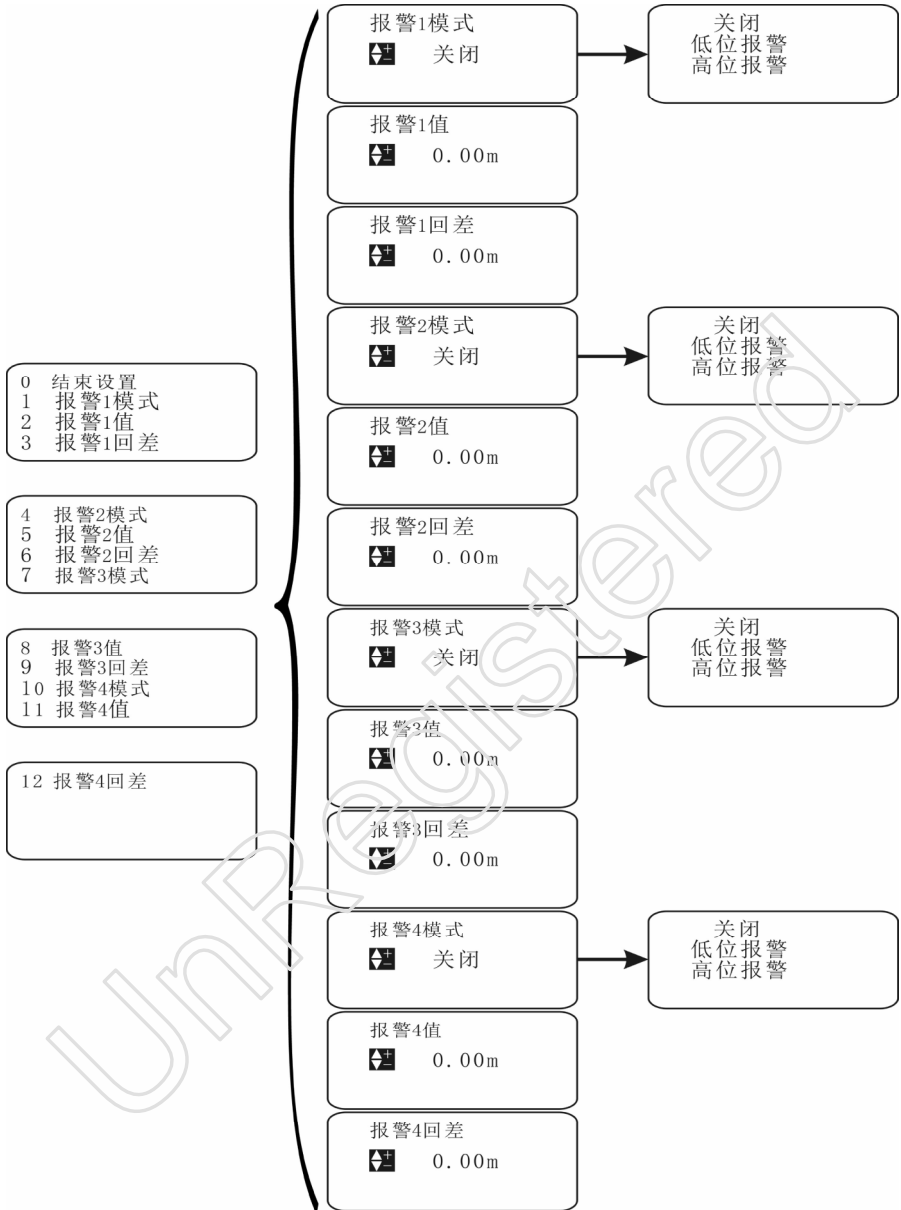 0 结束设置
1 报警1模式
2 报警1值
3 报警1回差
4 报警2模式
5 报警2值
6 报警2回差
7 报警3模式
8 报警3值
9 报警3回差
10 报警4模式
11 报警4值
12 报警4回差
报警1模式
关闭
关闭
低位报警
高位报警
报警1值
0.00m
报警1回差
0.00m
报警2模式
关闭
关闭
低位报警
高位报警
报警2值
0.00m
报警2回差
0.00m
报警3模式
关闭
关闭
低位报警
高位报警
报警3值
0.00m
报警3回差
0.00m
报警4模式
关闭
关闭
低位报警
高位报警
报警4值
0.00m
报警4回差
0.00m
UnRegistered